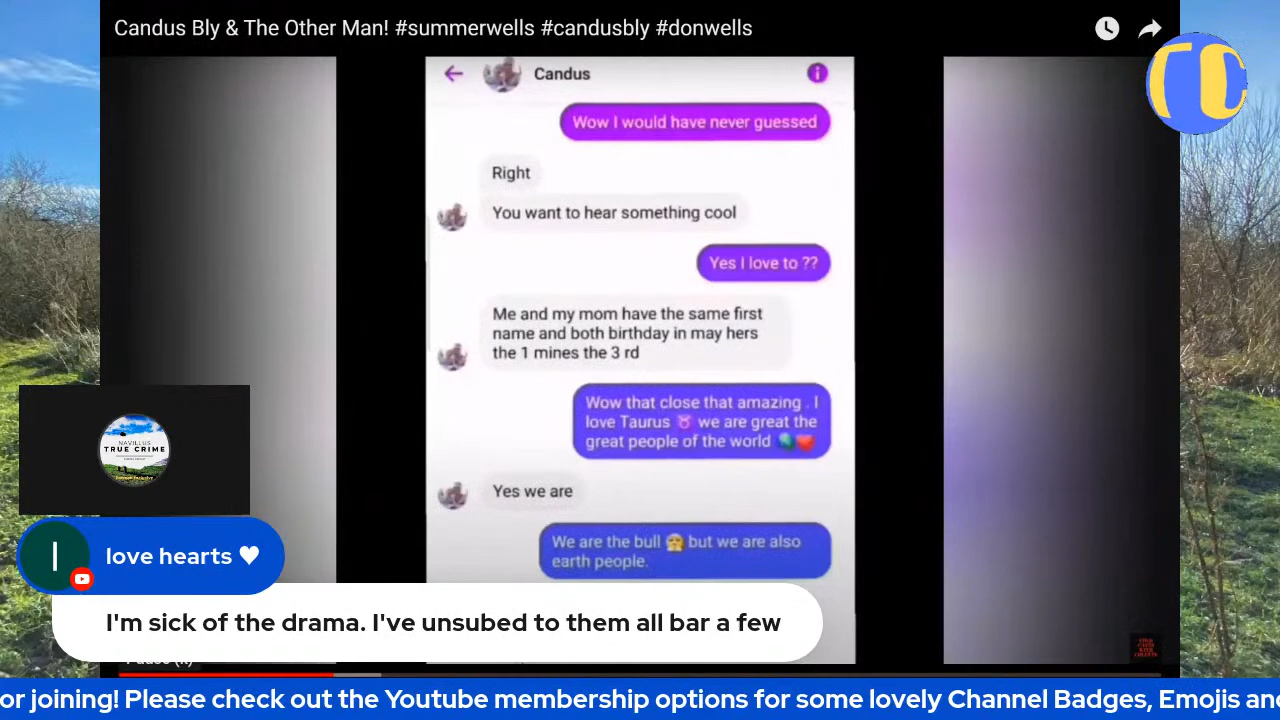 Candus Bly & The Other Man! #summerwells #candusbly #donwells
TC
Candus
Wow I would have never guessed
Right
You want to hear something cool
Yes I love to ??
Me and my mom have the same first
name and both birthday in may hers
the 1 mines the 3 rd
Wow that close that amazing . I
love Taurus ♉ we are great the
great people of the world 🌎❤️
Yes we are
We are the bull 😤 but we are also
earth people.
NAVILLUS
TRUE CRIME
I
love hearts ♥
I'm sick of the drama. I've unsubed to them all bar a few
Pause (k)
or joining! Please check out the Youtube membership options for some lovely Channel Badges, Emojis and